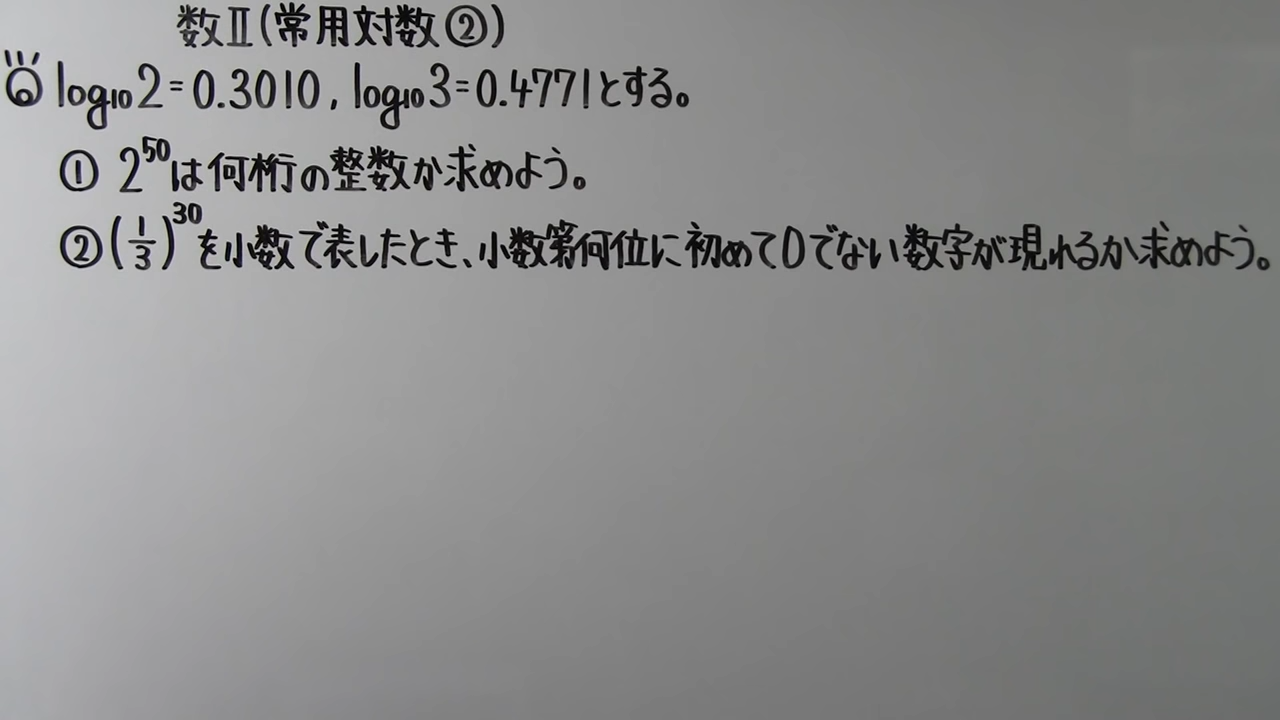 数Ⅱ(常用対数②)
log₁₀2=0.3010, log₁₀3=0.4771とする。
① 2⁵⁰は何桁の整数か求めよう。
② (1/3)³⁰を小数で表したとき、小数第何位に初めて0でない数字が現れるか求めよう。